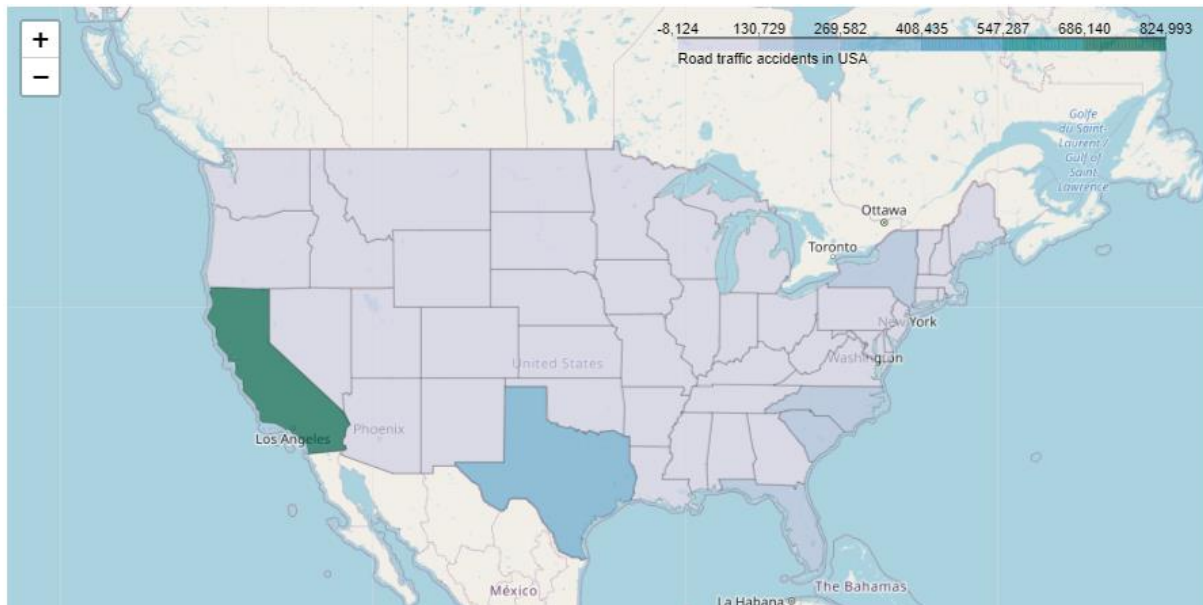 +
−
-8,124 130,729 269,582 408,435 547,287 686,140 824,993
Road traffic accidents in USA
Golfe
du Saint-
Laurent /
Gulf of
Saint
Lawrence
Ottawa
Toronto
New York
United States
Washington
Los Angeles
Phoenix
México
The Bahamas
La Habana